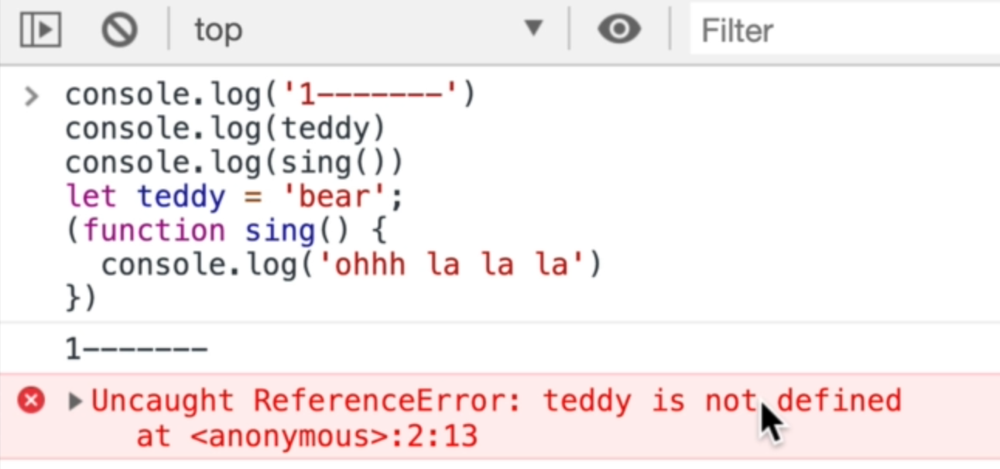 top Filter
console.log('1-------')
console.log(teddy)
console.log(sing())
let teddy = 'bear';
(function sing() {
  console.log('ohhh la la la')
})
1-------
Uncaught ReferenceError: teddy is not defined
at <anonymous>:2:13